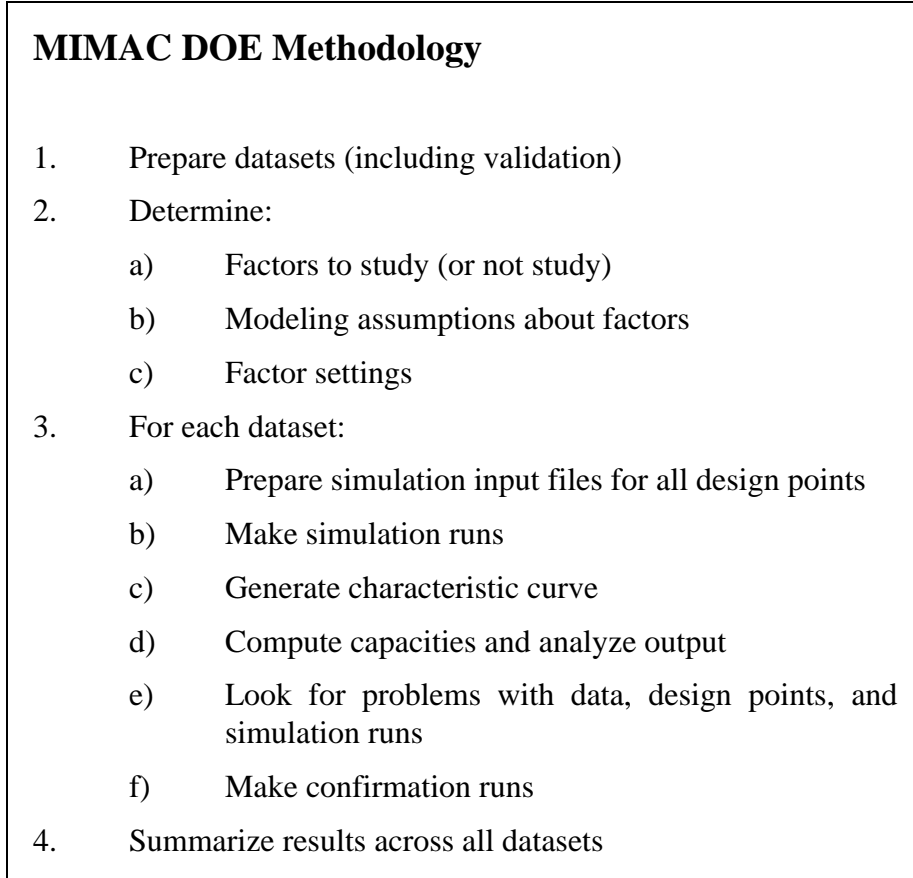 MIMAC DOE Methodology
1. Prepare datasets (including validation)
2. Determine:
a) Factors to study (or not study)
b) Modeling assumptions about factors
c) Factor settings
3. For each dataset:
a) Prepare simulation input files for all design points
b) Make simulation runs
c) Generate characteristic curve
d) Compute capacities and analyze output
e) Look for problems with data, design points, and
simulation runs
f) Make confirmation runs
4. Summarize results across all datasets